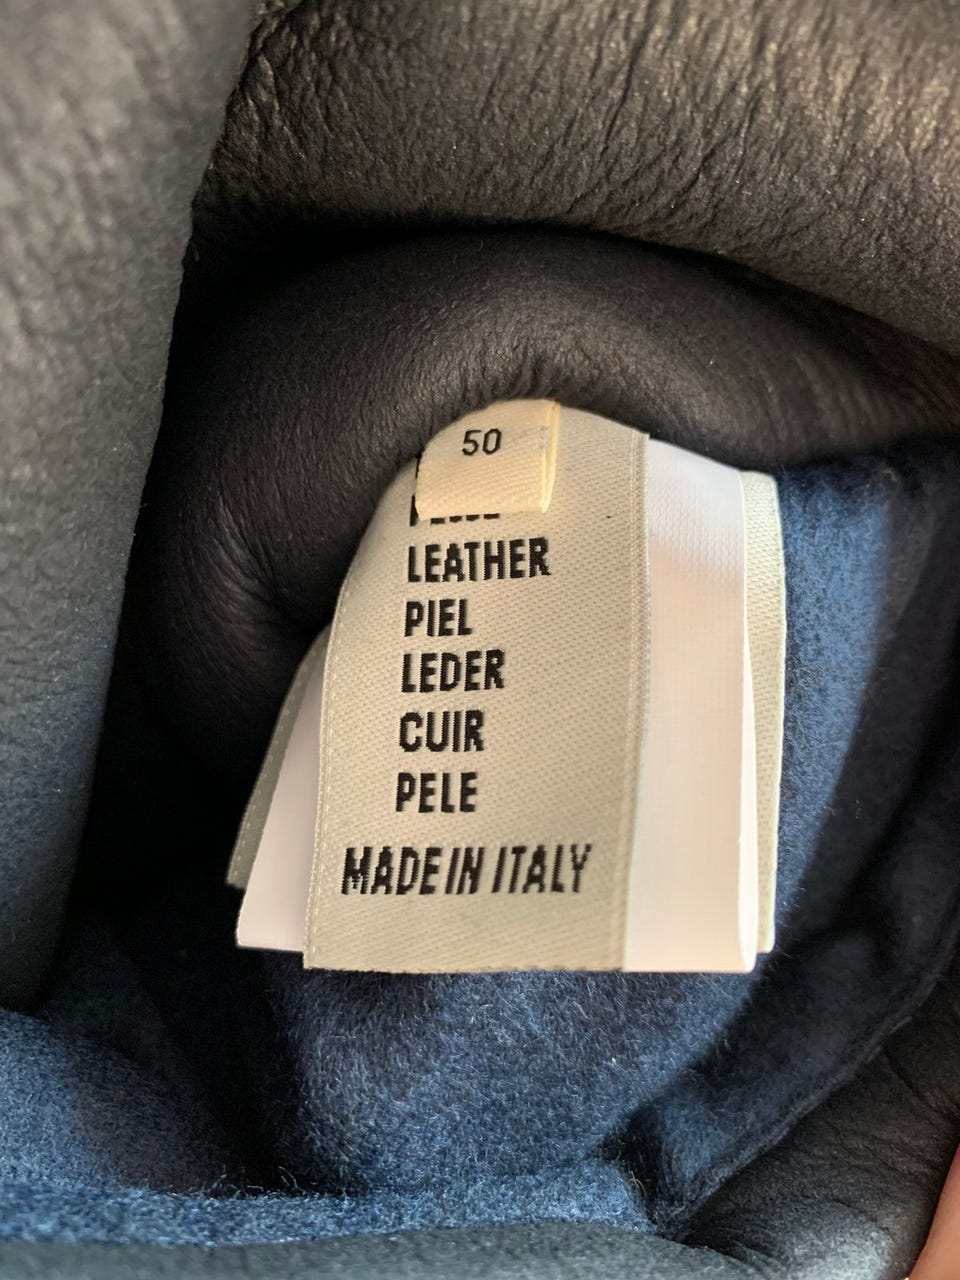 50
LEATHER
PIEL
LEDER
CUIR
PELE
MADE IN ITALY